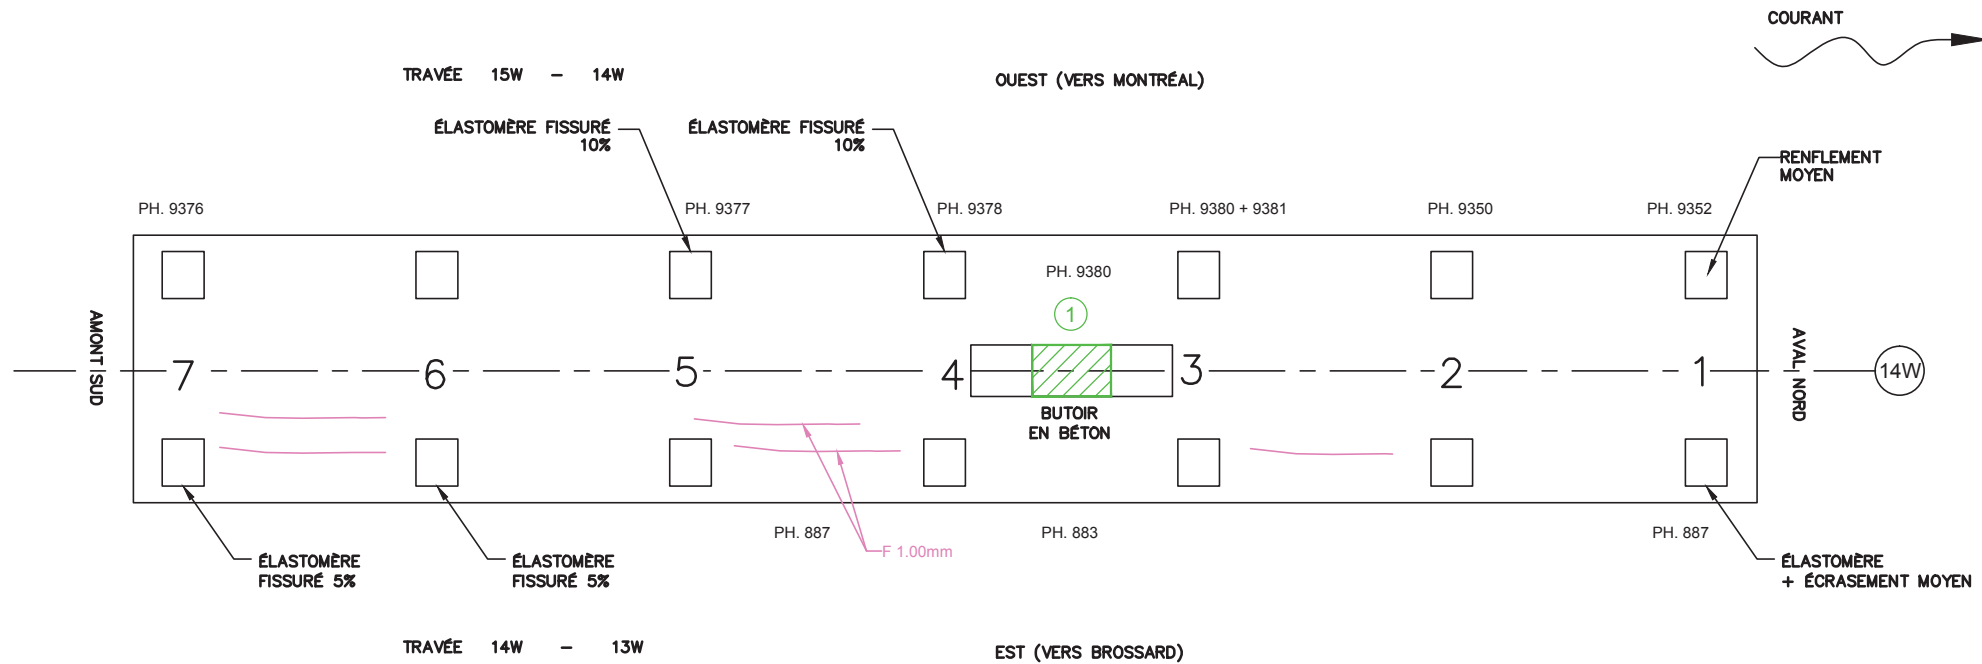 COURANT
TRAVÉE 15W - 14W
OUEST (VERS MONTRÉAL)
ÉLASTOMÈRE FISSURÉ
10%
ÉLASTOMÈRE FISSURÉ
10%
RENFLEMENT
MOYEN
PH. 9376
PH. 9377
PH. 9378
PH. 9380 + 9381
PH. 9350
PH. 9352
PH. 9380
1
AMONT SUD
7
6
5
4
3
2
1
AVAL NORD
14W
BUTOIR
EN BÉTON
PH. 887
F 1.00mm
PH. 883
PH. 887
ÉLASTOMÈRE
FISSURÉ 5%
ÉLASTOMÈRE
FISSURÉ 5%
ÉLASTOMÈRE
+ ÉCRASEMENT MOYEN
TRAVÉE 14W - 13W
EST (VERS BROSSARD)